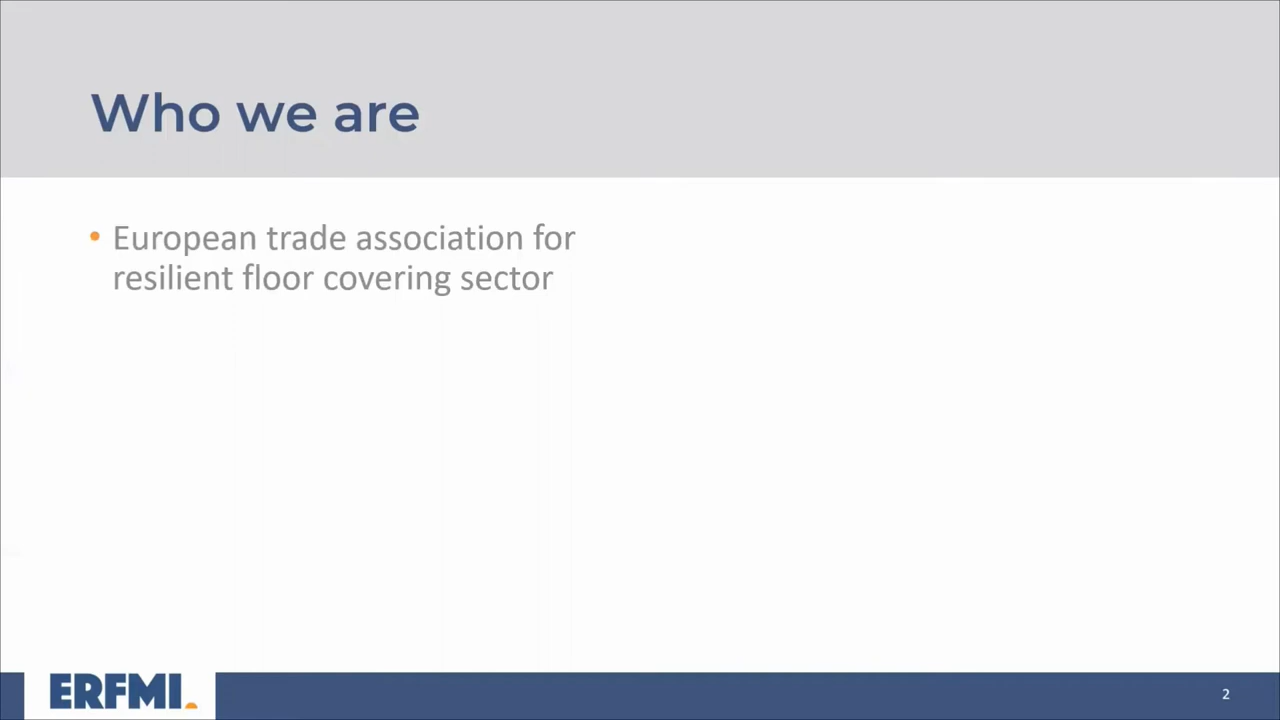 Who we are
• European trade association for
resilient floor covering sector
ERFMI.
2